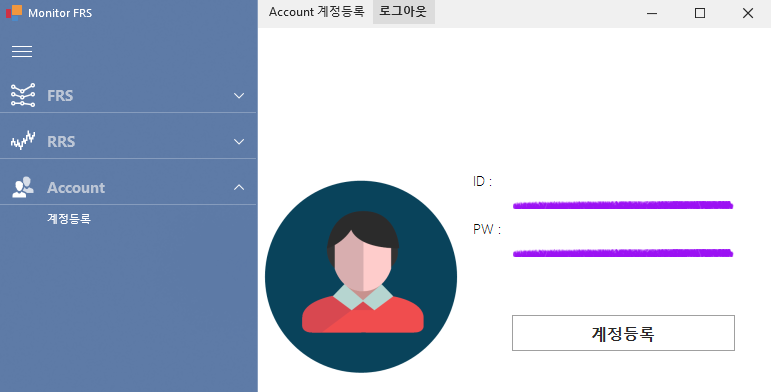 Monitor FRS
Account 계정등록 로그아웃
FRS
RRS
Account
계정등록
ID :
PW :
계정등록